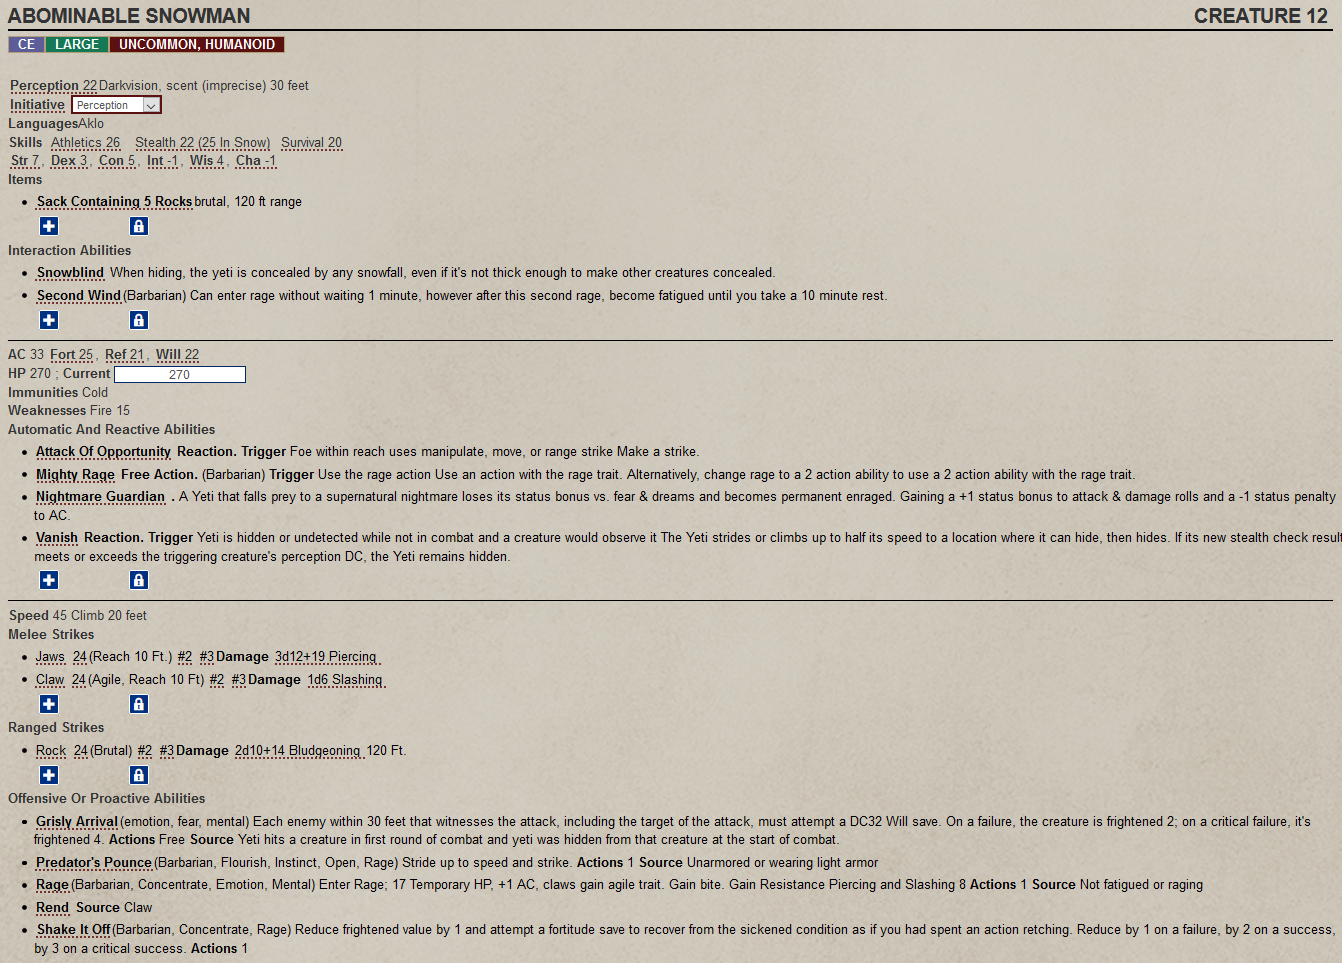 ABOMINABLE SNOWMAN CREATURE 12
CE LARGE UNCOMMON, HUMANOID
Perception 22 Darkvision, scent (imprecise) 30 feet
Initiative Perception
LanguagesAklo
Skills Athletics 26 Stealth 22 (25 In Snow) Survival 20
Str 7, Dex 3, Con 5, Int -1, Wis 4, Cha -1
Items
• Sack Containing 5 Rocks brutal, 120 ft range
Interaction Abilities
• Snowblind When hiding, the yeti is concealed by any snowfall, even if it's not thick enough to make other creatures concealed.
• Second Wind (Barbarian) Can enter rage without waiting 1 minute, however after this second rage, become fatigued until you take a 10 minute rest.
AC 33 Fort 25, Ref 21, Will 22
HP 270 ; Current 270
Immunities Cold
Weaknesses Fire 15
Automatic And Reactive Abilities
• Attack Of Opportunity Reaction. Trigger Foe within reach uses manipulate, move, or range strike Make a strike.
• Mighty Rage Free Action. (Barbarian) Trigger Use the rage action Use an action with the rage trait. Alternatively, change rage to a 2 action ability to use a 2 action ability with the rage trait.
• Nightmare Guardian . A Yeti that falls prey to a supernatural nightmare loses its status bonus vs. fear & dreams and becomes permanent enraged. Gaining a +1 status bonus to attack & damage rolls and a -1 status penalty
to AC.
• Vanish Reaction. Trigger Yeti is hidden or undetected while not in combat and a creature would observe it The Yeti strides or climbs up to half its speed to a location where it can hide, then hides. If its new stealth check result
meets or exceeds the triggering creature's perception DC, the Yeti remains hidden.
Speed 45 Climb 20 feet
Melee Strikes
• Jaws 24 (Reach 10 Ft.) #2 #3 Damage 3d12+19 Piercing
• Claw 24 (Agile, Reach 10 Ft) #2 #3 Damage 1d6 Slashing
Ranged Strikes
• Rock 24 (Brutal) #2 #3 Damage 2d10+14 Bludgeoning 120 Ft.
Offensive Or Proactive Abilities
• Grisly Arrival (emotion, fear, mental) Each enemy within 30 feet that witnesses the attack, including the target of the attack, must attempt a DC32 Will save. On a failure, the creature is frightened 2; on a critical failure, it's
frightened 4. Actions Free Source Yeti hits a creature in first round of combat and yeti was hidden from that creature at the start of combat.
• Predator's Pounce (Barbarian, Flourish, Instinct, Open, Rage) Stride up to speed and strike. Actions 1 Source Unarmored or wearing light armor
• Rage (Barbarian, Concentrate, Emotion, Mental) Enter Rage; 17 Temporary HP, +1 AC, claws gain agile trait. Gain bite. Gain Resistance Piercing and Slashing 8 Actions 1 Source Not fatigued or raging
• Rend Source Claw
• Shake It Off (Barbarian, Concentrate, Rage) Reduce frightened value by 1 and attempt a fortitude save to recover from the sickened condition as if you had spent an action retching. Reduce by 1 on a failure, by 2 on a success,
by 3 on a critical success. Actions 1